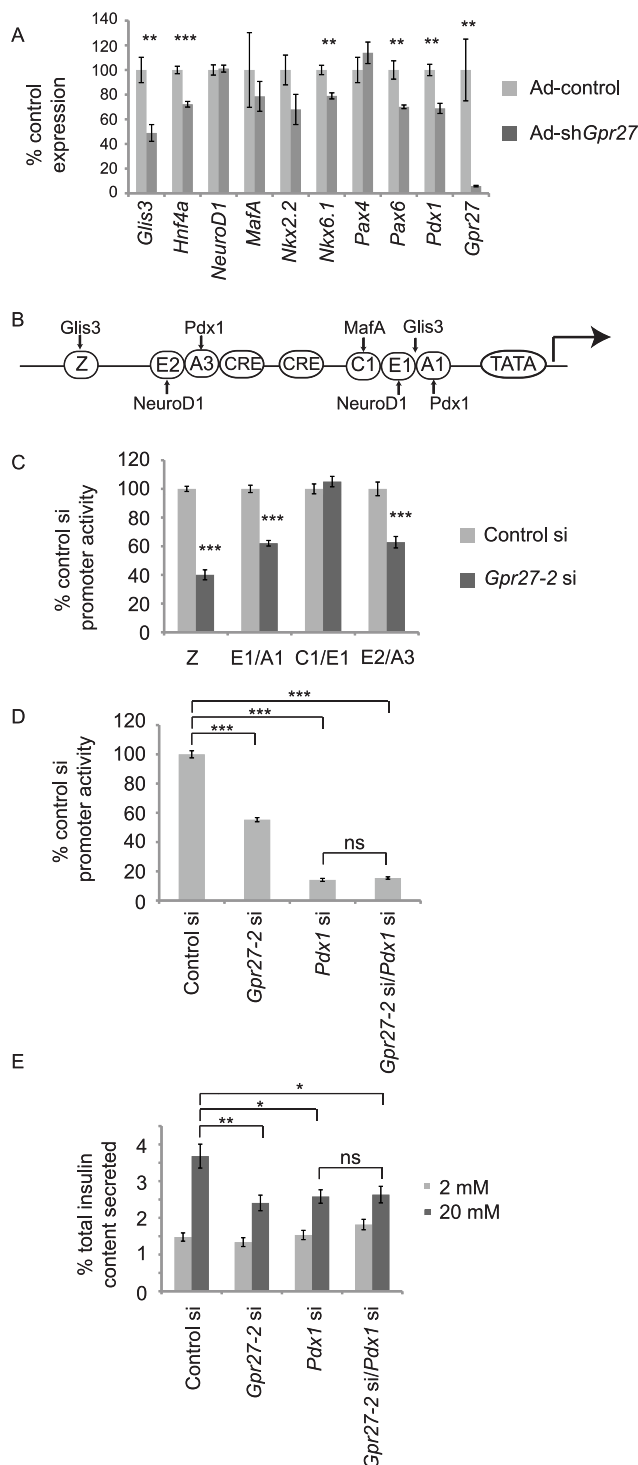 A
% control
expression
140
120
100
80
60
40
20
0
** *** ** ** ** **
Glis3 Hnf4a NeuroD1 MafA Nkx2.2 Nkx6.1 Pax4 Pax6 Pdx1 Gpr27
Ad-control
Ad-shGpr27
B
Glis3 Pdx1 MafA Glis3
Z E2 A3 CRE CRE C1 E1 A1 TATA
NeuroD1 NeuroD1 Pdx1
C
% control si
promoter activity
120
100
80
60
40
20
0
*** *** ***
Z E1/A1 C1/E1 E2/A3
Control si
Gpr27-2 si
D
% control si
promoter activity
120
100
80
60
40
20
0
***
***
***
ns
Control si Gpr27-2 si Pdx1 si Gpr27-2 si/Pdx1 si
E
% total insulin
content secreted
4
3
2
1
0
*
*
**
ns
2 mM
20 mM
Control si Gpr27-2 si Pdx1 si Gpr27-2 si/Pdx1 si